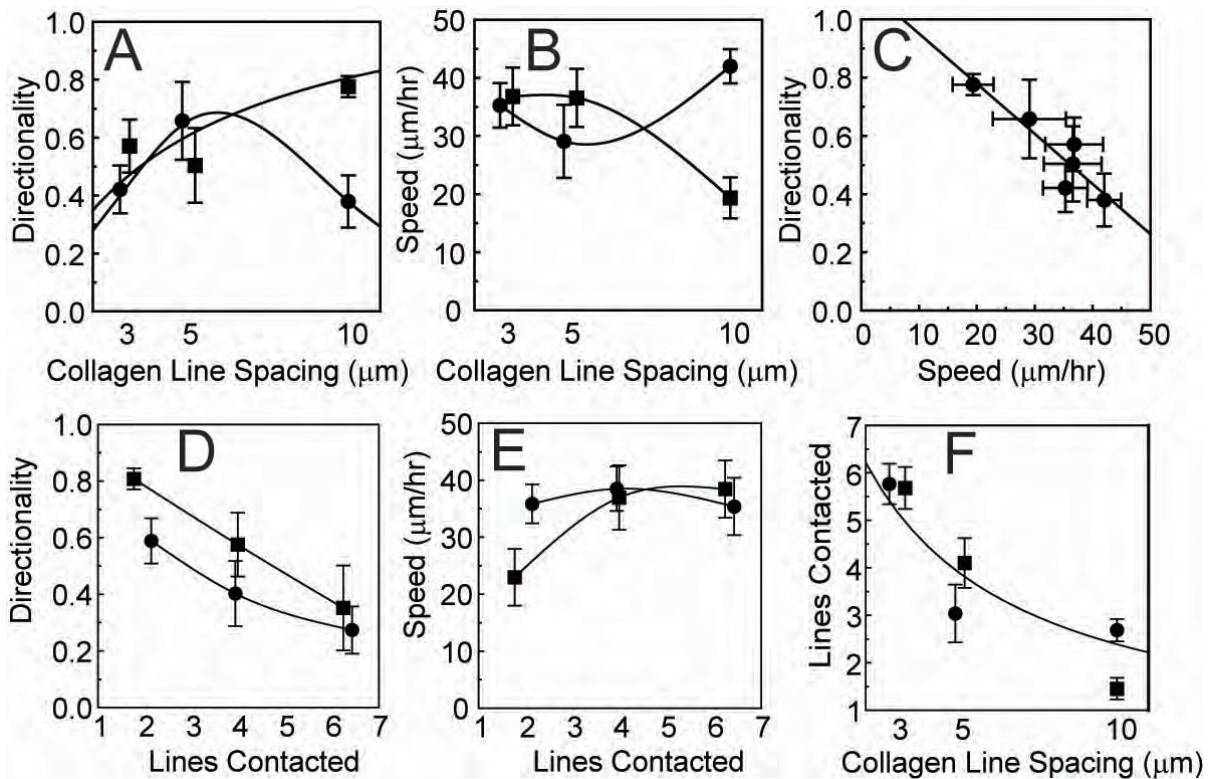 A
Directionality
1.0
0.8
0.6
0.4
0.2
0.0
3 5 10
Collagen Line Spacing (μm)
B
Speed (μm/hr)
50
40
30
20
10
0
3 5 10
Collagen Line Spacing (μm)
C
Directionality
1.0
0.8
0.6
0.4
0.2
0.0
0 10 20 30 40 50
Speed (μm/hr)
D
Directionality
1.0
0.8
0.6
0.4
0.2
0.0
1 2 3 4 5 6 7
Lines Contacted
E
Speed (μm/hr)
50
40
30
20
10
0
1 2 3 4 5 6 7
Lines Contacted
F
Lines Contacted
7
6
5
4
3
2
1
3 5 10
Collagen Line Spacing (μm)